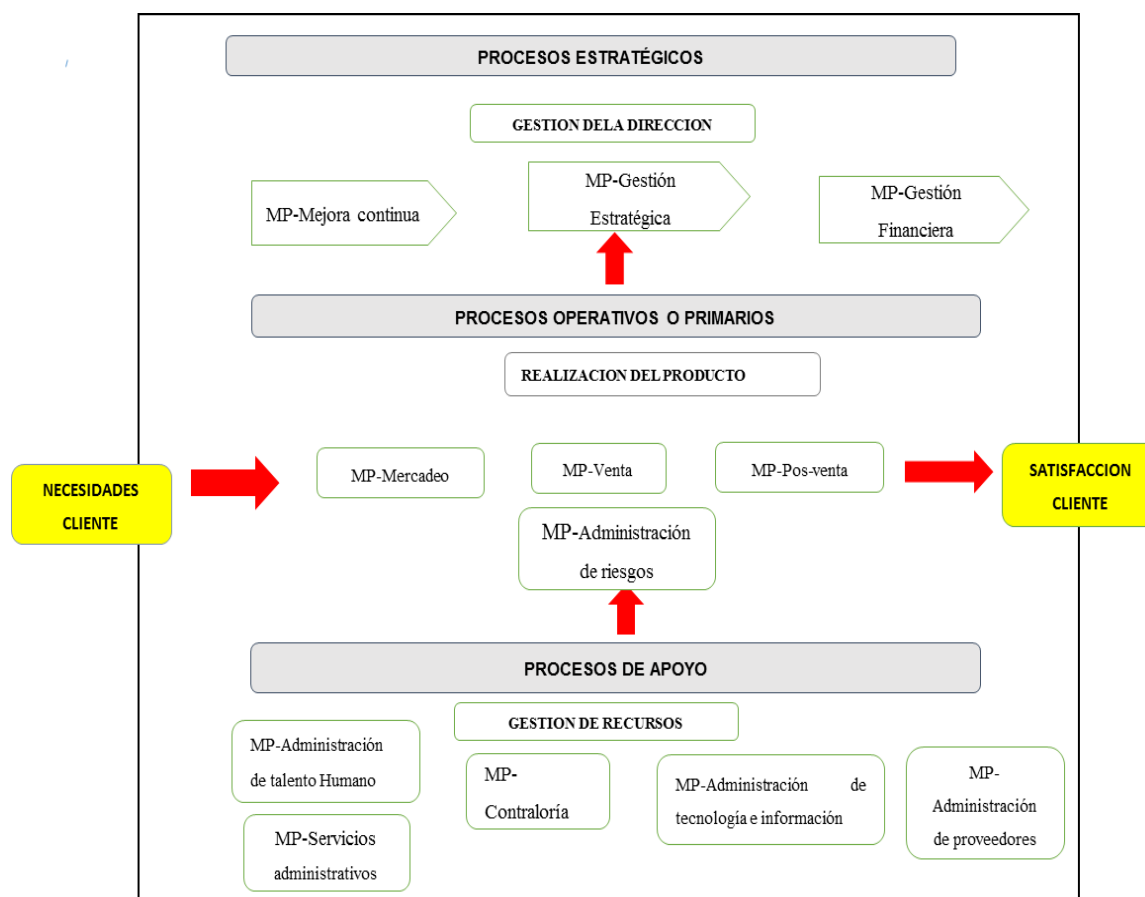 PROCESOS ESTRATÉGICOS
GESTION DELA DIRECCION
MP-Mejora continua
MP-Gestión
Estratégica
MP-Gestión
Financiera
PROCESOS OPERATIVOS O PRIMARIOS
REALIZACION DEL PRODUCTO
NECESIDADES
CLIENTE
MP-Mercadeo
MP-Venta
MP-Pos-venta
SATISFACCION
CLIENTE
MP-Administración
de riesgos
PROCESOS DE APOYO
GESTION DE RECURSOS
MP-Administración
de talento Humano
MP-
Contraloría
MP-Administración de
tecnología e información
MP-
Administración
de proveedores
MP-Servicios
administrativos